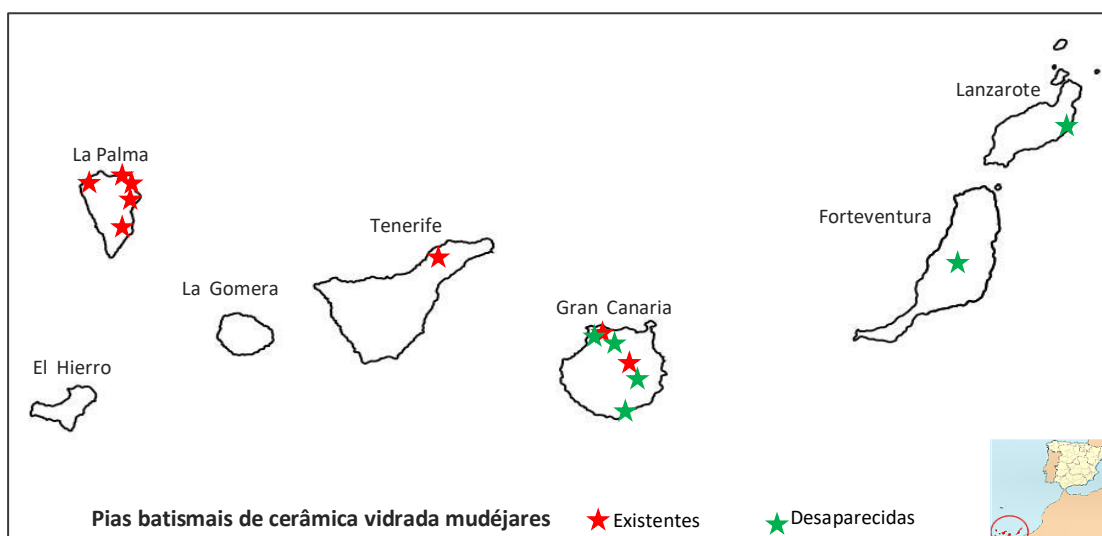 Lanzarote
La Palma
Forteventura
Tenerife
La Gomera
Gran Canaria
El Hierro
Pias batismais de cerâmica vidrada mudéjares
Existentes
Desaparecidas